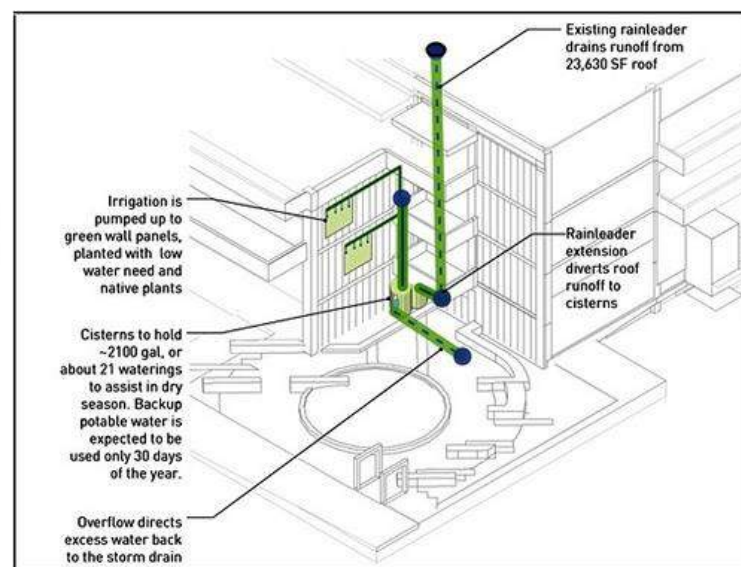 Existing rainleader
drains runoff from
23,630 SF roof
Irrigation is
pumped up to
green wall panels,
planted with low
water need and
native plants
Rainleader
extension
diverts roof
runoff to
cisterns
Cisterns to hold
~2100 gal, or
about 21 waterings
to assist in dry
season. Backup
potable water is
expected to be
used only 30 days
of the year.
Overflow directs
excess water back
to the storm drain